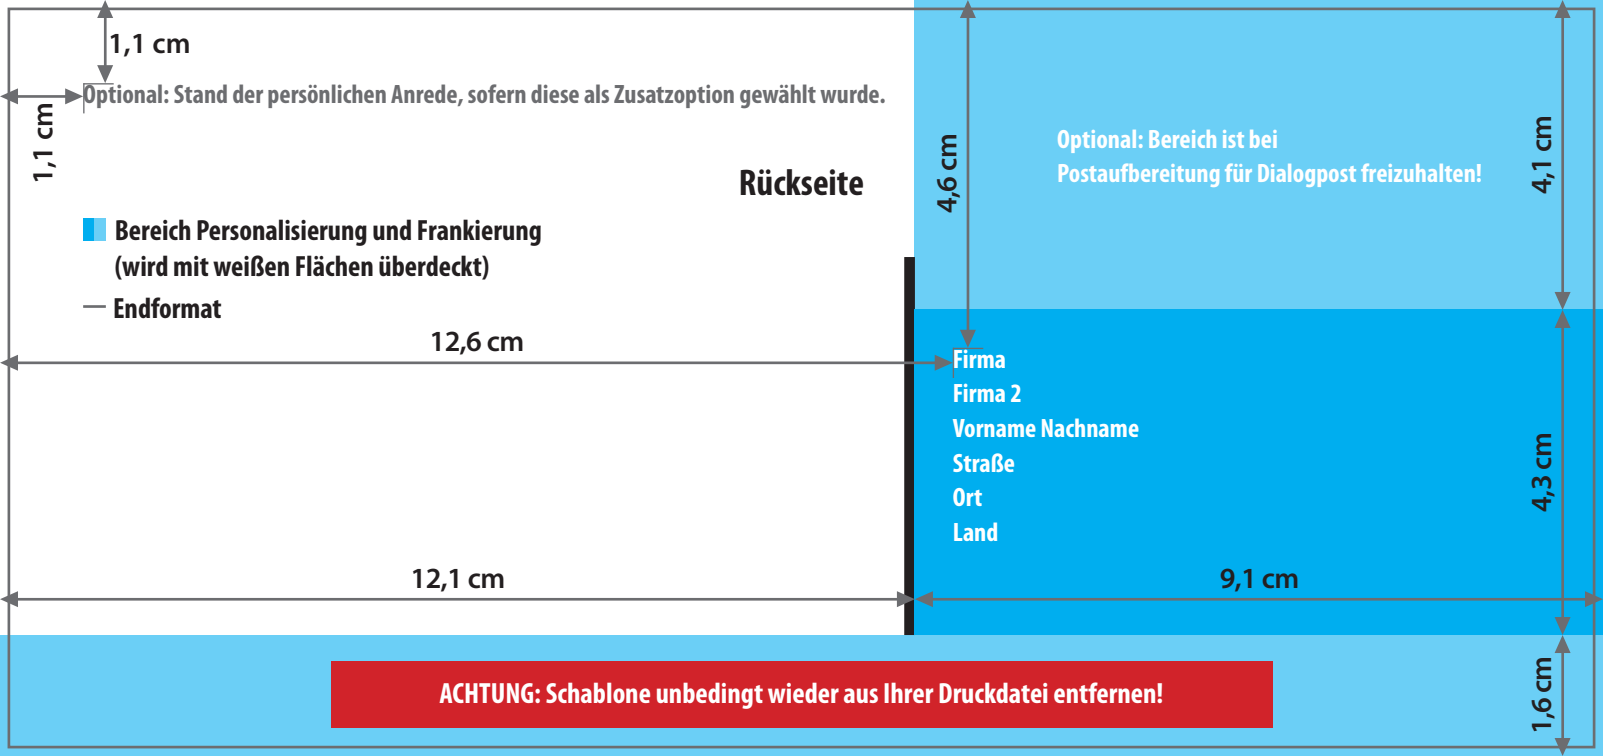 1,1 cm
1,1 cm
Optional: Stand der persönlichen Anrede, sofern diese als Zusatzoption gewählt wurde.
Rückseite
Bereich Personalisierung und Frankierung
(wird mit weißen Flächen überdeckt)
Endformat
12,6 cm
12,1 cm
4,6 cm
Optional: Bereich ist bei
Postaufbereitung für Dialogpost freizuhalten!
4,1 cm
Firma
Firma 2
Vorname Nachname
Straße
Ort
Land
4,3 cm
9,1 cm
ACHTUNG: Schablone unbedingt wieder aus Ihrer Druckdatei entfernen!
1,6 cm